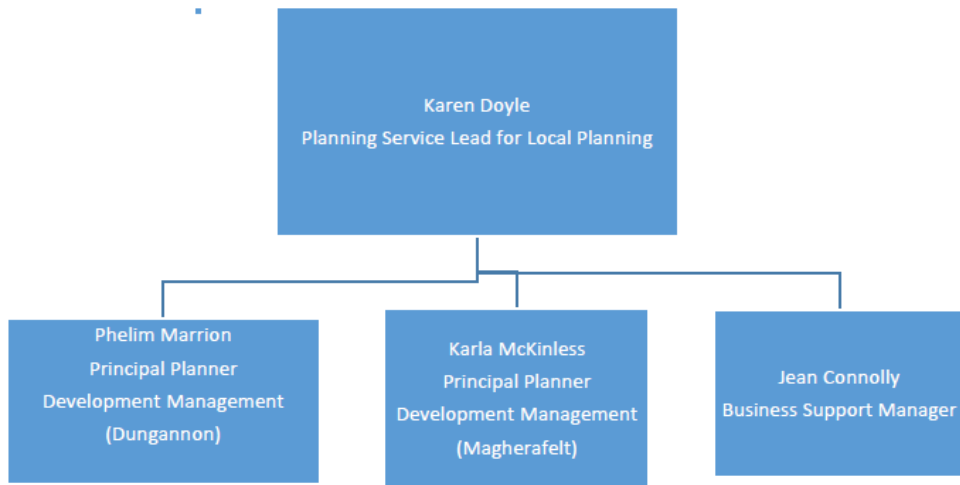 Karen Doyle
Planning Service Lead for Local Planning
Phelim Marrion
Principal Planner
Development Management
(Dungannon)
Karla McKinless
Principal Planner
Development Management
(Magherafelt)
Jean Connolly
Business Support Manager